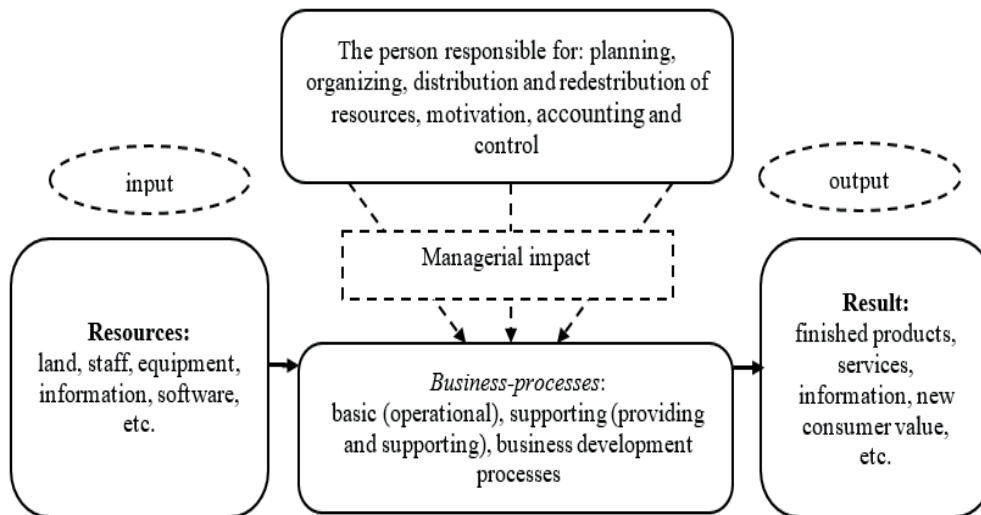 The person responsible for: planning,
organizing, distribution and redestribution of
resources, motivation, accounting and
control
input
output
Managerial impact
Resources:
land, staff, equipment,
information, software,
etc.
Business-processes:
basic (operational), supporting (providing
and supporting), business development
processes
Result:
finished products,
services,
information, new
consumer value,
etc.